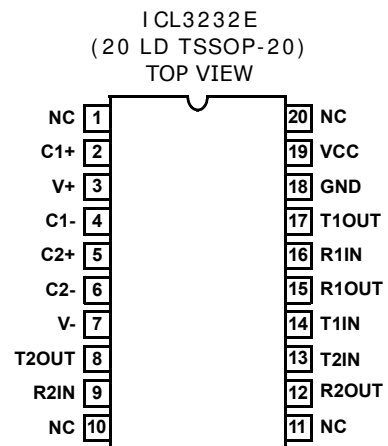 ICL3232E
(20 LD TSSOP-20)
TOP VIEW
NC 1 20 NC
C1+ 2 19 VCC
V+ 3 18 GND
C1- 4 17 T1OUT
C2+ 5 16 R1IN
C2- 6 15 R1OUT
V- 7 14 T1IN
T2OUT 8 13 T2IN
R2IN 9 12 R2OUT
NC 10 11 NC